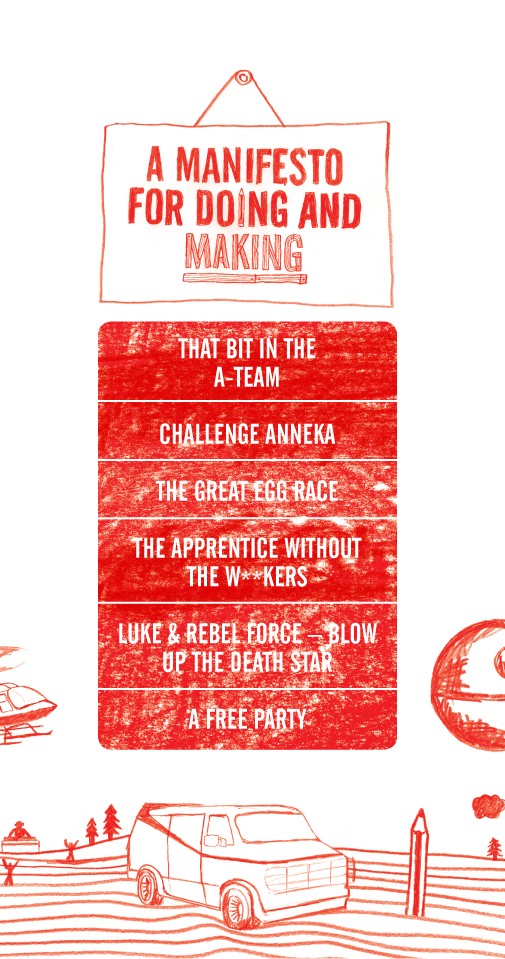 A MANIFESTO
FOR DOING AND
MAKING
THAT BIT IN THE
A-TEAM
CHALLENGE ANNEKA
THE GREAT EGG RACE
THE APPRENTICE WITHOUT
THE W**KERS
LUKE & REBEL FORCE – BLOW
UP THE DEATH STAR
A FREE PARTY